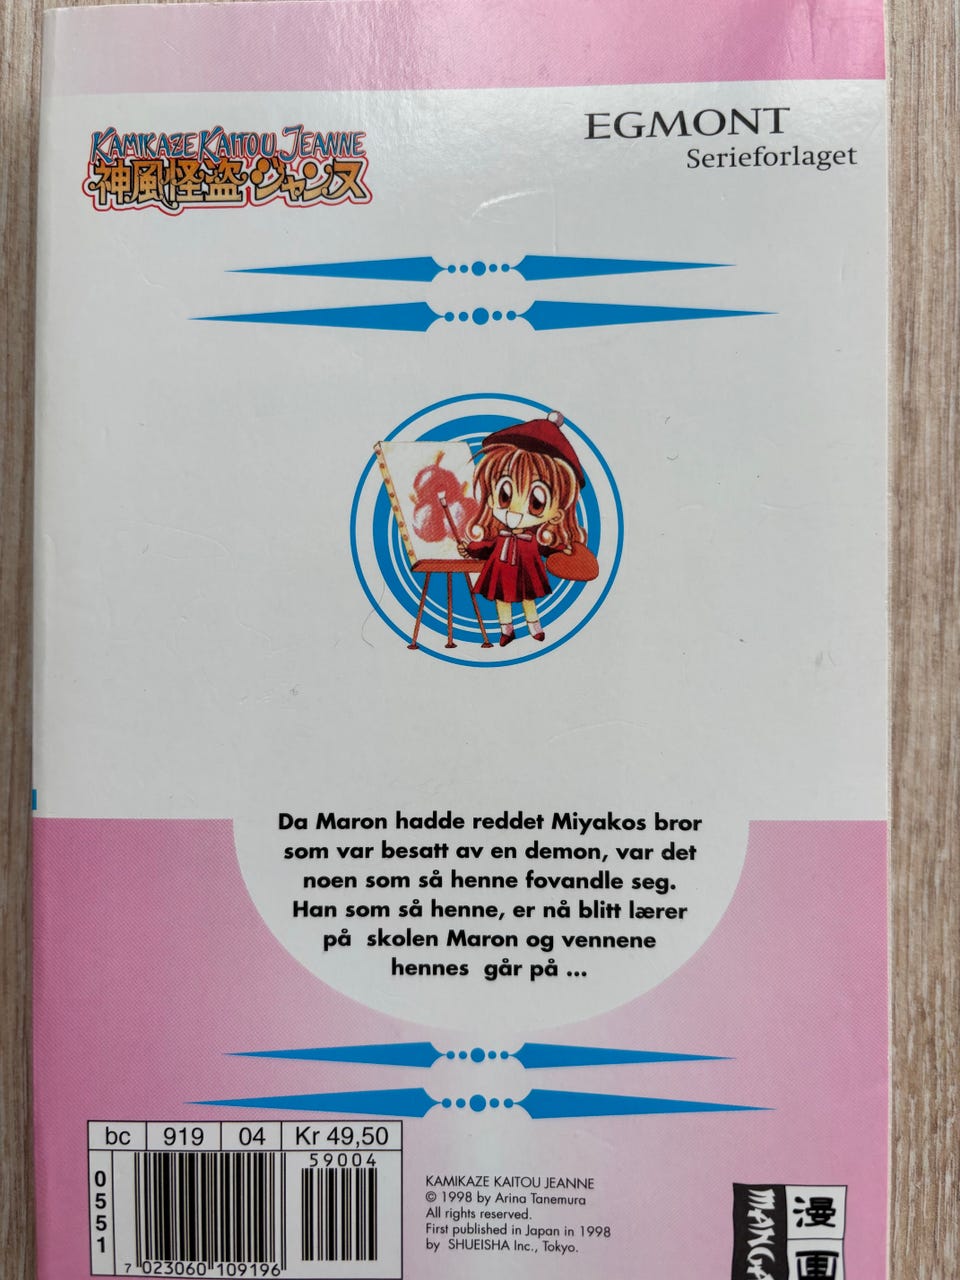 KAMIKAZE KAITOU JEANNE
神風怪盗ジャンヌ
EGMONT
Serieforlaget
Da Maron hadde reddet Miyakos bror
som var besatt av en demon, var det
noen som så henne fovandle seg.
Han som så henne, er nå blitt lærer
på skolen Maron og vennene
hennes går på ...
bc 919 04 Kr 49,50
59004
0551
7 023060 109196
KAMIKAZE KAITOU JEANNE
© 1998 by Arina Tanemura
All rights reserved.
First published in Japan in 1998
by SHUEISHA Inc., Tokyo.
MANGA
漫画